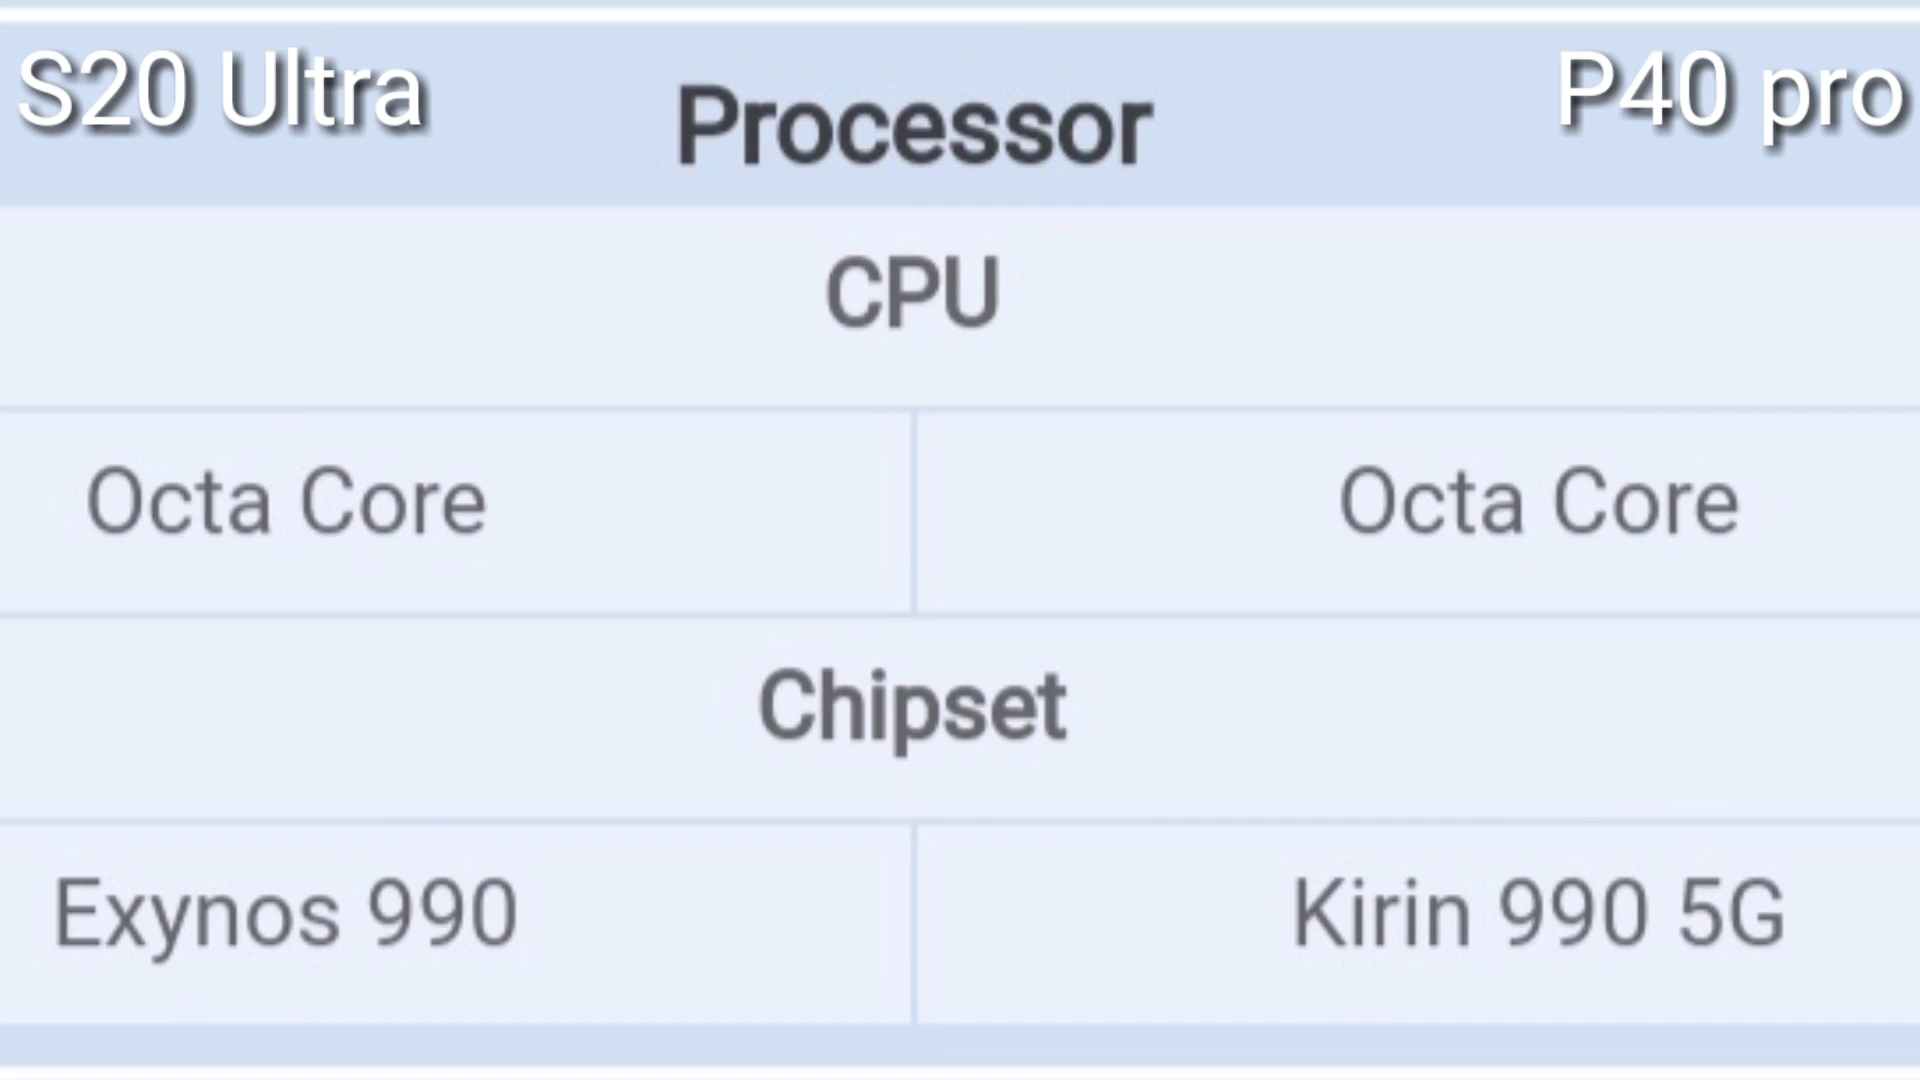 S20 Ultra
Processor
P40 pro
CPU
Octa Core
Octa Core
Chipset
Exynos 990
Kirin 990 5G